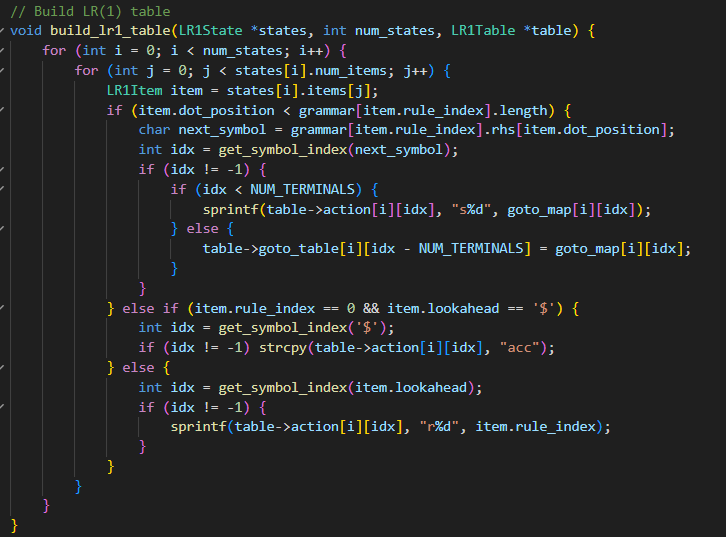 // Build LR(1) table
void build_lr1_table(LR1State *states, int num_states, LR1Table *table) {
    for (int i = 0; i < num_states; i++) {
        for (int j = 0; j < states[i].num_items; j++) {
            LR1Item item = states[i].items[j];
            if (item.dot_position < grammar[item.rule_index].length) {
                char next_symbol = grammar[item.rule_index].rhs[item.dot_position];
                int idx = get_symbol_index(next_symbol);
                if (idx != -1) {
                    if (idx < NUM_TERMINALS) {
                        sprintf(table->action[i][idx], "s%d", goto_map[i][idx]);
                    } else {
                        table->goto_table[i][idx - NUM_TERMINALS] = goto_map[i][idx];
                    }
                }
            } else if (item.rule_index == 0 && item.lookahead == '$') {
                int idx = get_symbol_index('$');
                if (idx != -1) strcpy(table->action[i][idx], "acc");
            } else {
                int idx = get_symbol_index(item.lookahead);
                if (idx != -1) {
                    sprintf(table->action[i][idx], "r%d", item.rule_index);
                }
            }
        }
    }
}